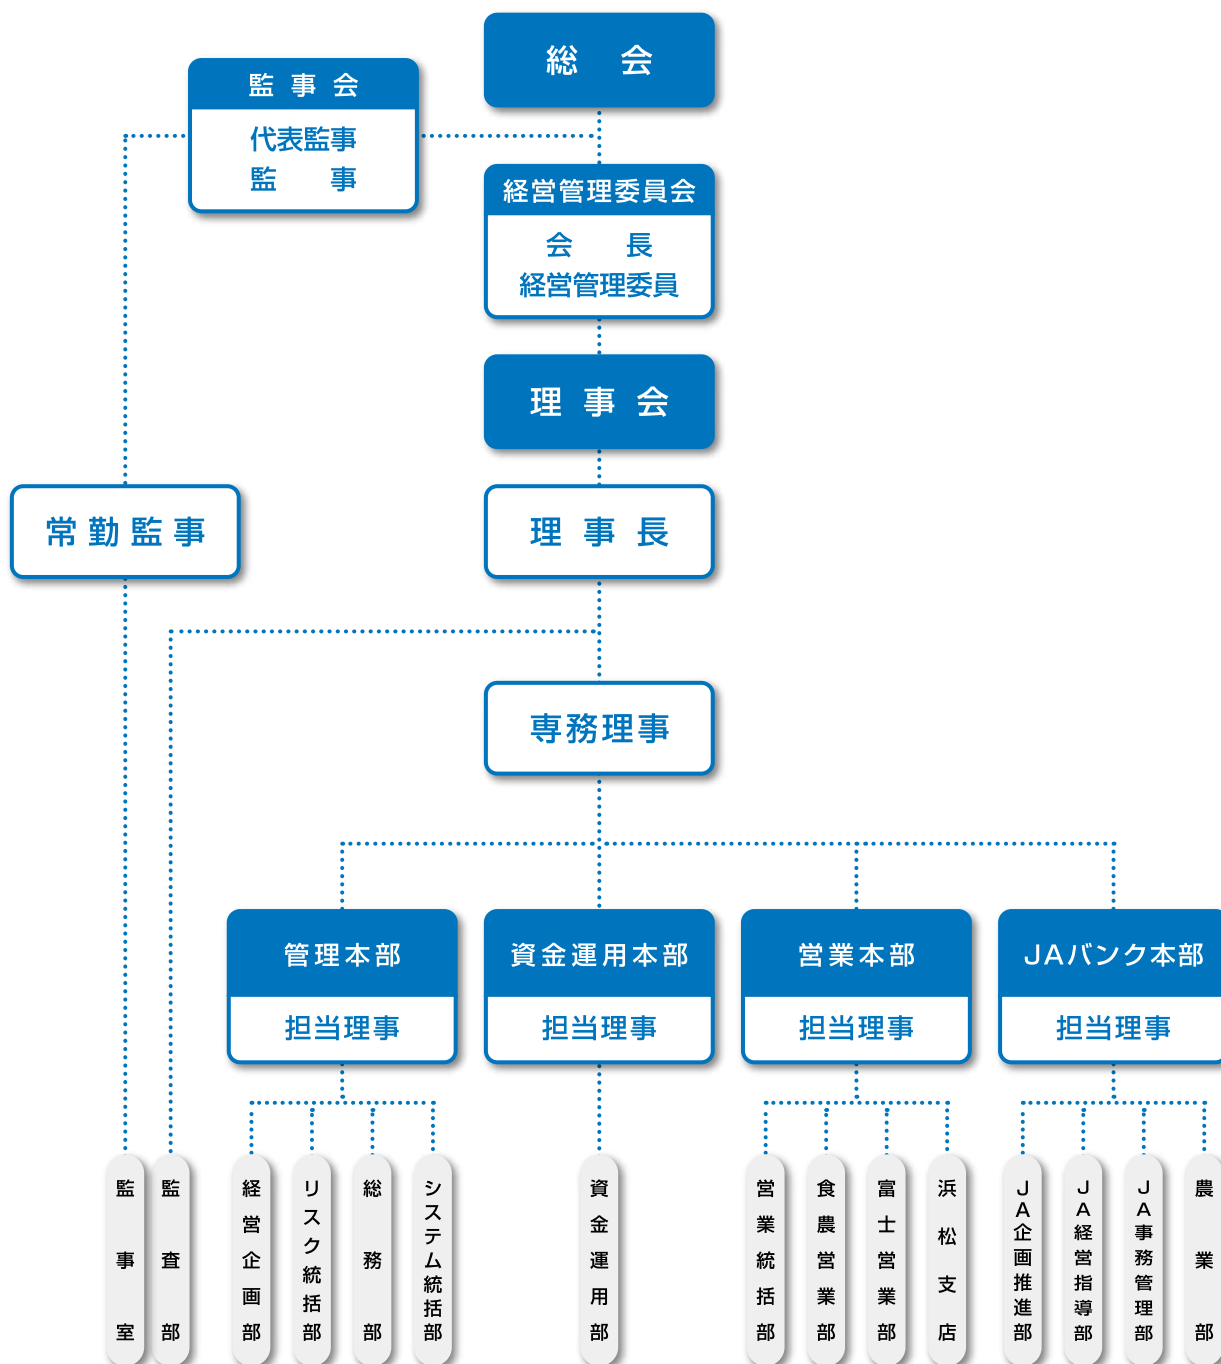 総会
監事会
代表監事
監事
経営管理委員会
会長
経営管理委員
理事会
常勤監事
理事長
専務理事
管理本部
担当理事
資金運用本部
担当理事
営業本部
担当理事
JAバンク本部
担当理事
監事室
監査部
経営企画部
リスク統括部
総務部
システム統括部
資金運用部
営業統括部
食農営業部
富士営業部
浜松支店
JA企画推進部
JA経営指導部
JA事務管理部
農業部